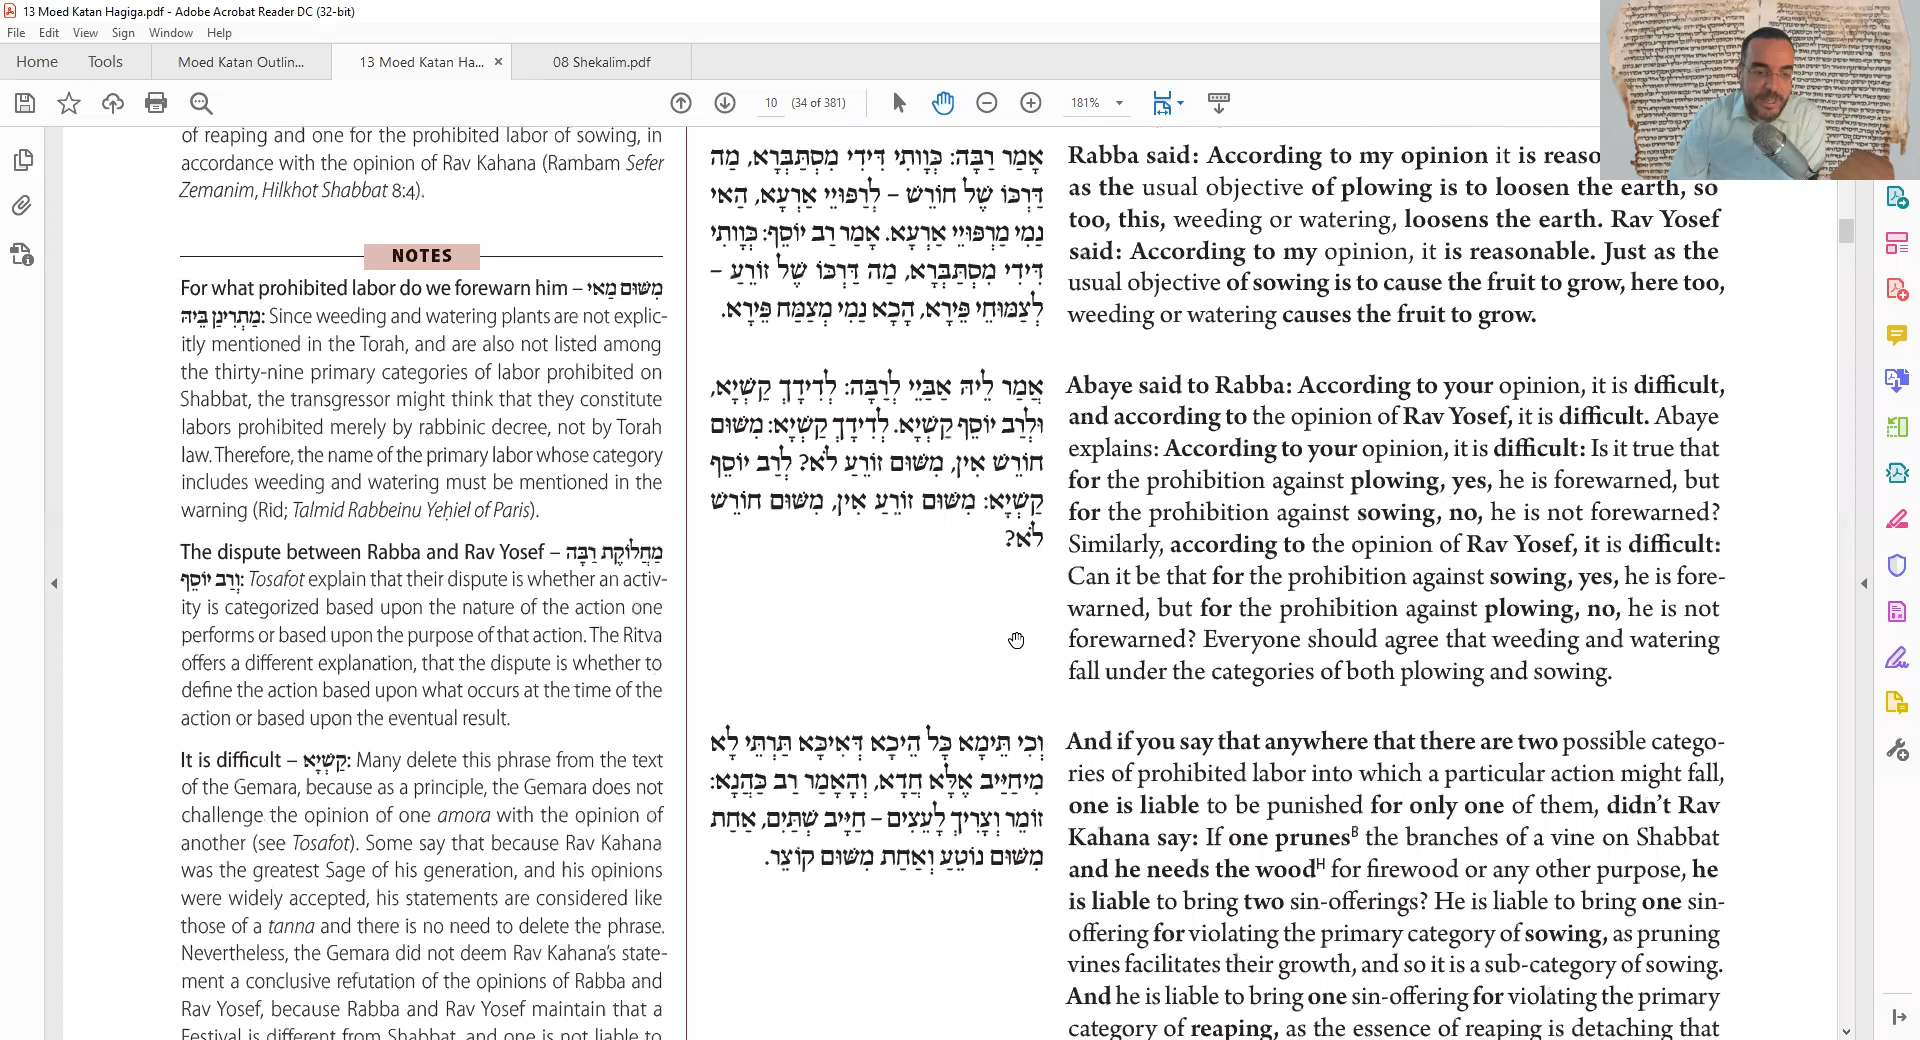 13 Moed Katan Hagiga.pdf - Adobe Acrobat Reader DC (32-bit)
File Edit View Sign Window Help
Home Tools Moed Katan Outlin... 13 Moed Katan Ha... × 08 Shekalim.pdf
10 (34 of 381) 181%
of reaping and one for the prohibited labor of sowing, in
accordance with the opinion of Rav Kahana (Rambam Sefer
Zemanim, Hilkhot Shabbat 8:4).
NOTES
For what prohibited labor do we forewarn him – מִשּׁוּם מַאי
מַתְרִינַן בֵּיהּ: Since weeding and watering plants are not explic-
itly mentioned in the Torah, and are also not listed among
the thirty-nine primary categories of labor prohibited on
Shabbat, the transgressor might think that they constitute
labors prohibited merely by rabbinic decree, not by Torah
law. Therefore, the name of the primary labor whose category
includes weeding and watering must be mentioned in the
warning (Rid; Talmid Rabbeinu Yeḥiel of Paris).
The dispute between Rabba and Rav Yosef – מַחֲלוֹקֶת רַבָּה
וְרַב יוֹסֵף: Tosafot explain that their dispute is whether an activ-
ity is categorized based upon the nature of the action one
performs or based upon the purpose of that action. The Ritva
offers a different explanation, that the dispute is whether to
define the action based upon what occurs at the time of the
action or based upon the eventual result.
It is difficult – קַשְׁיָא: Many delete this phrase from the text
of the Gemara, because as a principle, the Gemara does not
challenge the opinion of one amora with the opinion of
another (see Tosafot). Some say that because Rav Kahana
was the greatest Sage of his generation, and his opinions
were widely accepted, his statements are considered like
those of a tanna and there is no need to delete the phrase.
Nevertheless, the Gemara did not deem Rav Kahana's state-
ment a conclusive refutation of the opinions of Rabba and
Rav Yosef, because Rabba and Rav Yosef maintain that a
Festival is different from Shabbat, and one is not liable to
אָמַר רַבָּה: כְּוָותִי דִּידִי מִסְתַּבְּרָא, מַה
דַּרְכּוֹ שֶׁל חוֹרֵשׁ – לְרַפּוּיֵי אַרְעָא, הַאי
נַמִי מְרַפּוּיֵי אַרְעָא. אָמַר רַב יוֹסֵף: כְּוָותִי
דִּידִי מִסְתַּבְּרָא, מַה דַּרְכּוֹ שֶׁל זוֹרֵעַ –
לְצַמּוּחֵי פֵּירָא, הָכָא נַמִי מְצַמַּח פֵּירָא.
Rabba said: According to my opinion it is reaso
as the usual objective of plowing is to loosen the earth, so
too, this, weeding or watering, loosens the earth. Rav Yosef
said: According to my opinion, it is reasonable. Just as the
usual objective of sowing is to cause the fruit to grow, here too,
weeding or watering causes the fruit to grow.
אֲמַר לֵיהּ אַבַּיֵי לְרַבָּה: לְדִידָךְ קַשְׁיָא,
וּלְרַב יוֹסֵף קַשְׁיָא. לְדִידָךְ קַשְׁיָא: מִשּׁוּם
חוֹרֵשׁ אִין, מִשּׁוּם זוֹרֵעַ לֹא? לְרַב יוֹסֵף
קַשְׁיָא: מִשּׁוּם זוֹרֵעַ אִין, מִשּׁוּם חוֹרֵשׁ
לֹא?
Abaye said to Rabba: According to your opinion, it is difficult,
and according to the opinion of Rav Yosef, it is difficult. Abaye
explains: According to your opinion, it is difficult: Is it true that
for the prohibition against plowing, yes, he is forewarned, but
for the prohibition against sowing, no, he is not forewarned?
Similarly, according to the opinion of Rav Yosef, it is difficult:
Can it be that for the prohibition against sowing, yes, he is fore-
warned, but for the prohibition against plowing, no, he is not
forewarned? Everyone should agree that weeding and watering
fall under the categories of both plowing and sowing.
וְכִי תֵּימָא כָּל הֵיכָא דְּאִיכָּא תַּרְתֵּי לָא
מִיחַיַּיב אֶלָּא חֲדָא, וְהָאָמַר רַב כַּהֲנָא:
זוֹמֵר וְצָרִיךְ לָעֵצִים – חַיָּיב שְׁתַּיִם, אַחַת
מִשּׁוּם נוֹטֵעַ וְאַחַת מִשּׁוּם קוֹצֵר.
And if you say that anywhere that there are two possible catego-
ries of prohibited labor into which a particular action might fall,
one is liable to be punished for only one of them, didn't Rav
Kahana say: If one prunesᴮ the branches of a vine on Shabbat
and he needs the woodᴴ for firewood or any other purpose, he
is liable to bring two sin-offerings? He is liable to bring one sin-
offering for violating the primary category of sowing, as pruning
vines facilitates their growth, and so it is a sub-category of sowing.
And he is liable to bring one sin-offering for violating the primary
category of reaping, as the essence of reaping is detaching that